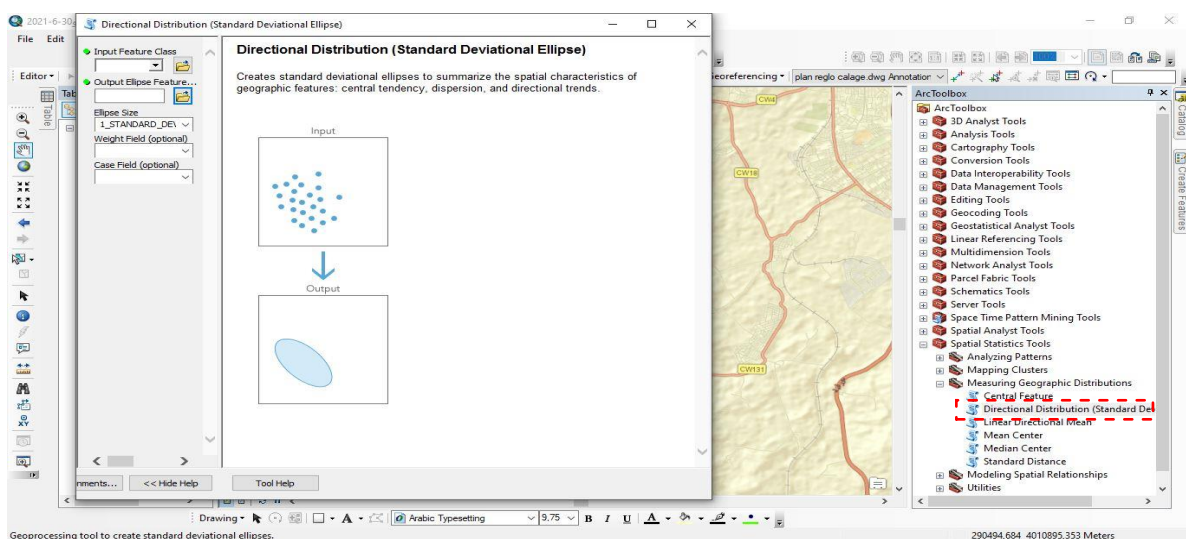 2021-6-30
Directional Distribution (Standard Deviational Ellipse)
File Edit
Editor
Georeferencing
plan reglo calage.dwg Annotatior
Table
Tab
Input Feature Class
Output Ellipse Feature...
Ellipse Size
1_STANDARD_DEV
Weight Field (optional)
Case Field (optional)
Directional Distribution (Standard Deviational Ellipse)
Creates standard deviational ellipses to summarize the spatial characteristics of
geographic features: central tendency, dispersion, and directional trends.
Input
Output
nments...
<< Hide Help
Tool Help
CW4
CW18
CW131
ArcToolbox
ArcToolbox
3D Analyst Tools
Analysis Tools
Cartography Tools
Conversion Tools
Data Interoperability Tools
Data Management Tools
Editing Tools
Geocoding Tools
Geostatistical Analyst Tools
Linear Referencing Tools
Multidimension Tools
Network Analyst Tools
Parcel Fabric Tools
Schematics Tools
Server Tools
Space Time Pattern Mining Tools
Spatial Analyst Tools
Spatial Statistics Tools
Analyzing Patterns
Mapping Clusters
Measuring Geographic Distributions
Central Feature
Directional Distribution (Standard De
Linear Directional Mean
Mean Center
Median Center
Standard Distance
Modeling Spatial Relationships
Utilities
Catalog
Create Features
Drawing
A
Arabic Typesetting
9.75
B I U A
Geoprocessing tool to create standard deviational ellipses.
290494.684 4010895.353 Meters